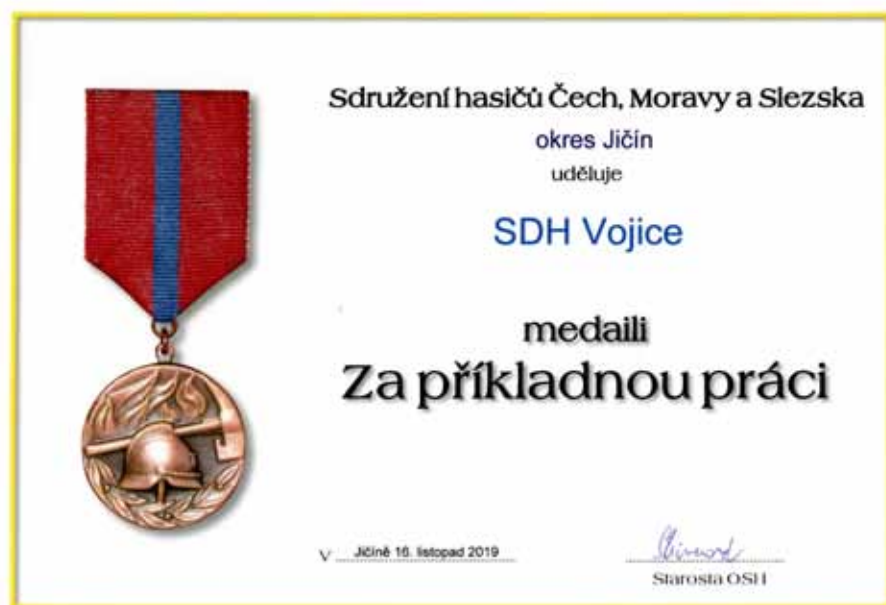 Sdružení hasičů Čech, Moravy a Slezska
okres Jičín
uděluje
SDH Vojice
medaili
Za příkladnou práci
V Jičíně 16. listopad 2019
Starosta OSH